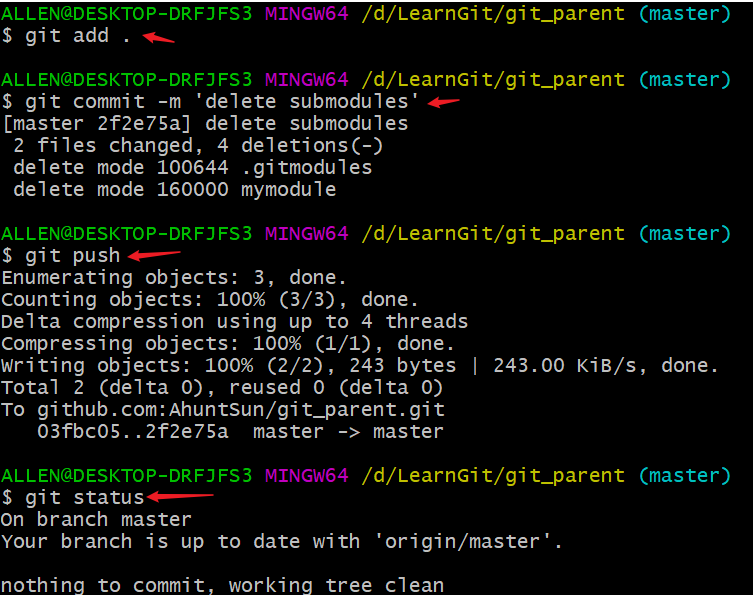 ALLEN@DESKTOP-DRFJFS3 MINGW64 /d/LearnGit/git_parent (master)
$ git add .
ALLEN@DESKTOP-DRFJFS3 MINGW64 /d/LearnGit/git_parent (master)
$ git commit -m 'delete submodules'
[master 2f2e75a] delete submodules
 2 files changed, 4 deletions(-)
 delete mode 100644 .gitmodules
 delete mode 160000 mymodule
ALLEN@DESKTOP-DRFJFS3 MINGW64 /d/LearnGit/git_parent (master)
$ git push
Enumerating objects: 3, done.
Counting objects: 100% (3/3), done.
Delta compression using up to 4 threads
Compressing objects: 100% (1/1), done.
Writing objects: 100% (2/2), 243 bytes | 243.00 KiB/s, done.
Total 2 (delta 0), reused 0 (delta 0)
To github.com:AhuntSun/git_parent.git
   03fbc05..2f2e75a  master -> master
ALLEN@DESKTOP-DRFJFS3 MINGW64 /d/LearnGit/git_parent (master)
$ git status
On branch master
Your branch is up to date with 'origin/master'.
nothing to commit, working tree clean